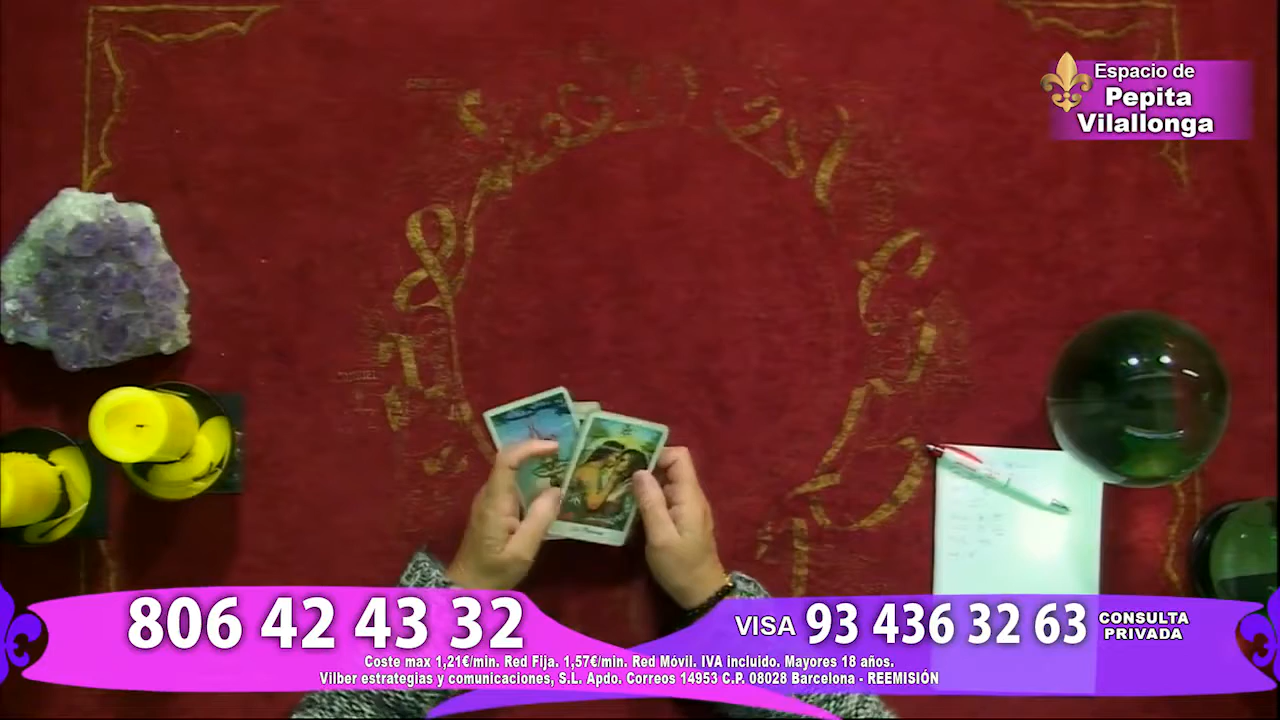 Espacio de
Pepita
Vilallonga
806 42 43 32
VISA 93 436 32 63 CONSULTA
PRIVADA
Coste max 1,21€/min. Red Fija. 1,57€/min. Red Móvil. IVA incluido. Mayores 18 años.
Vilber estrategias y comunicaciones, S.L. Apdo. Correos 14953 C.P. 08028 Barcelona - REEMISIÓN